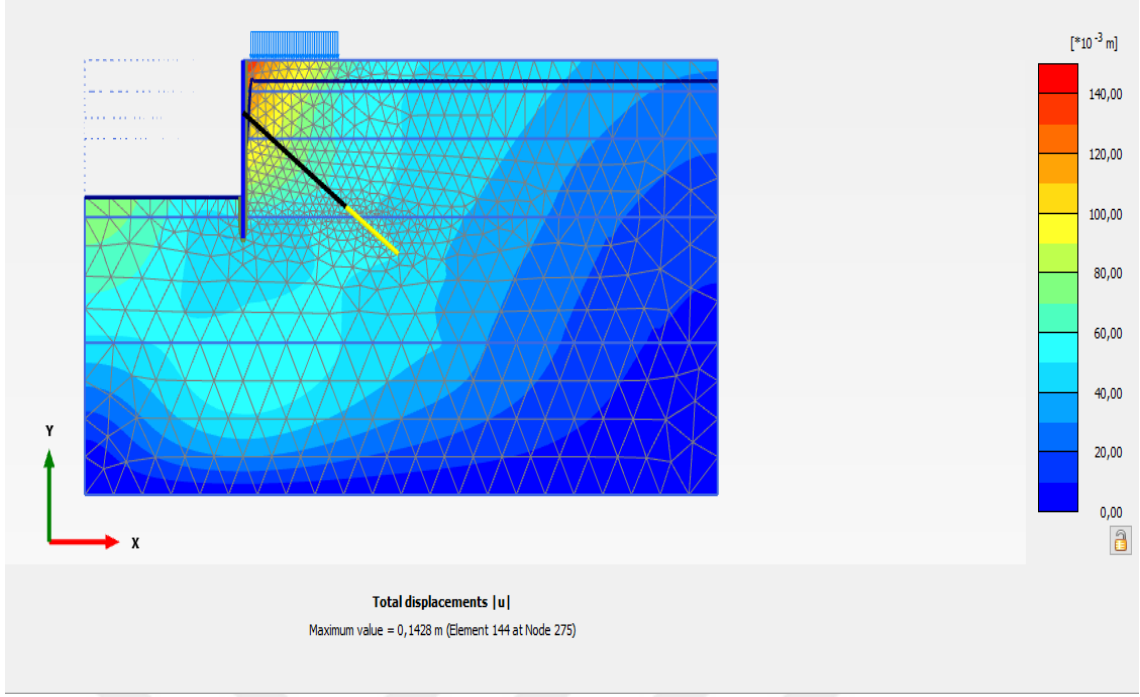 [*10⁻³ m]
140,00
120,00
100,00
80,00
60,00
40,00
20,00
0,00
Y
X
Total displacements |u|
Maximum value = 0,1428 m (Element 144 at Node 275)